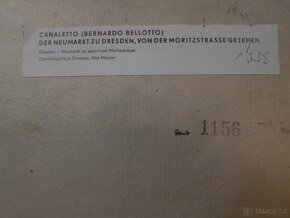 CANALETTO (BERNARDO BELLOTTO)
DER NEUMARKT ZU DRESDEN, VON DER MORITZSTRASSE GESEHEN
Dresden – Neumarkt as seen from Moritzstrasse
Gemäldegalerie Dresden, Alte Meister
1156
Bazoš.cz